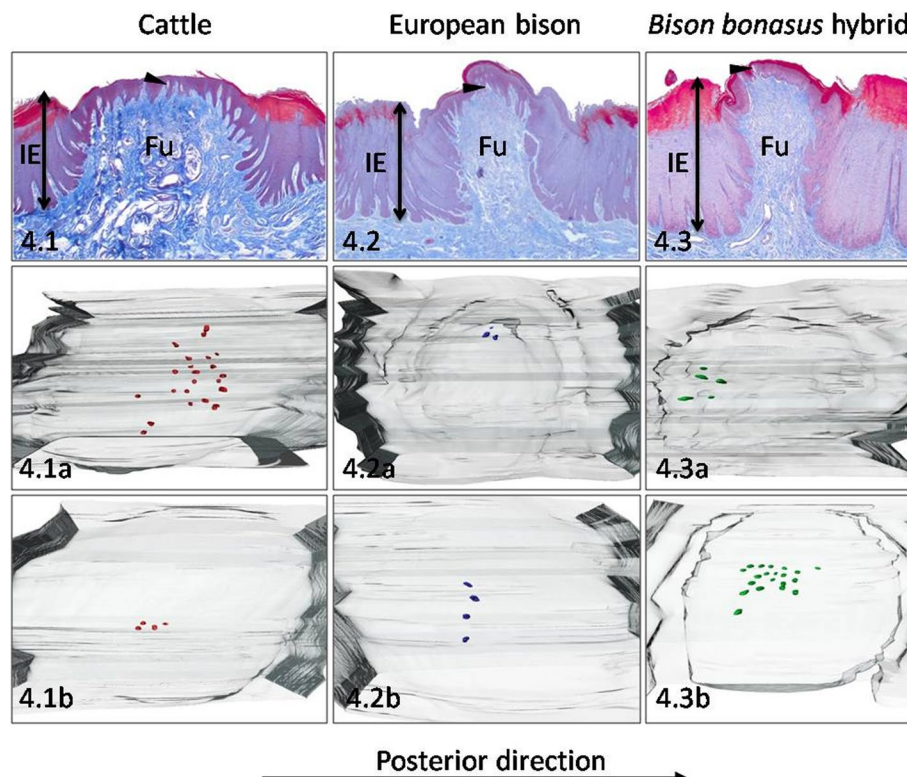 Cattle
European bison
Bison bonasus hybrid
IE
Fu
4.1
IE
Fu
4.2
IE
Fu
4.3
4.1a
4.2a
4.3a
4.1b
4.2b
4.3b
Posterior direction